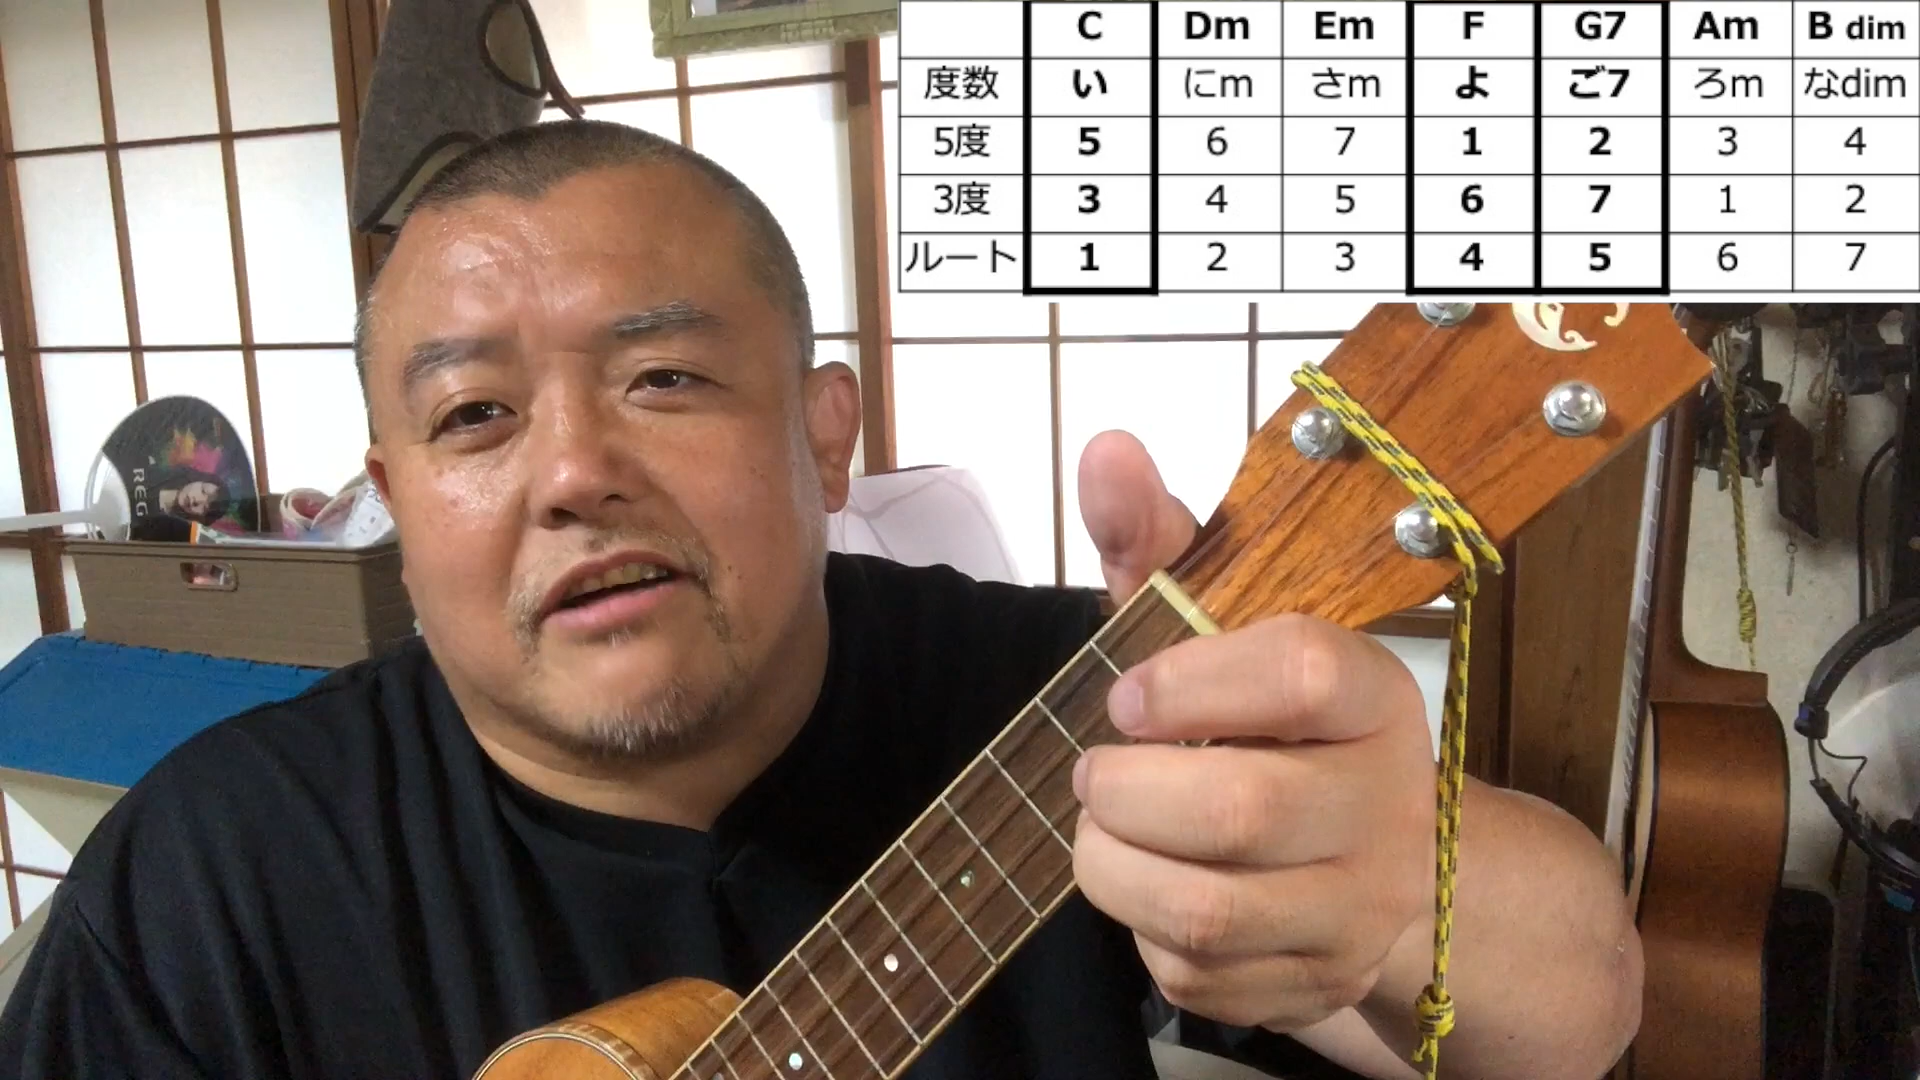 C Dm Em F G7 Am B dim
度数 い にm さm よ ご7 ろm なdim
5度 5 6 7 1 2 3 4
3度 3 4 5 6 7 1 2
ルート 1 2 3 4 5 6 7
REG